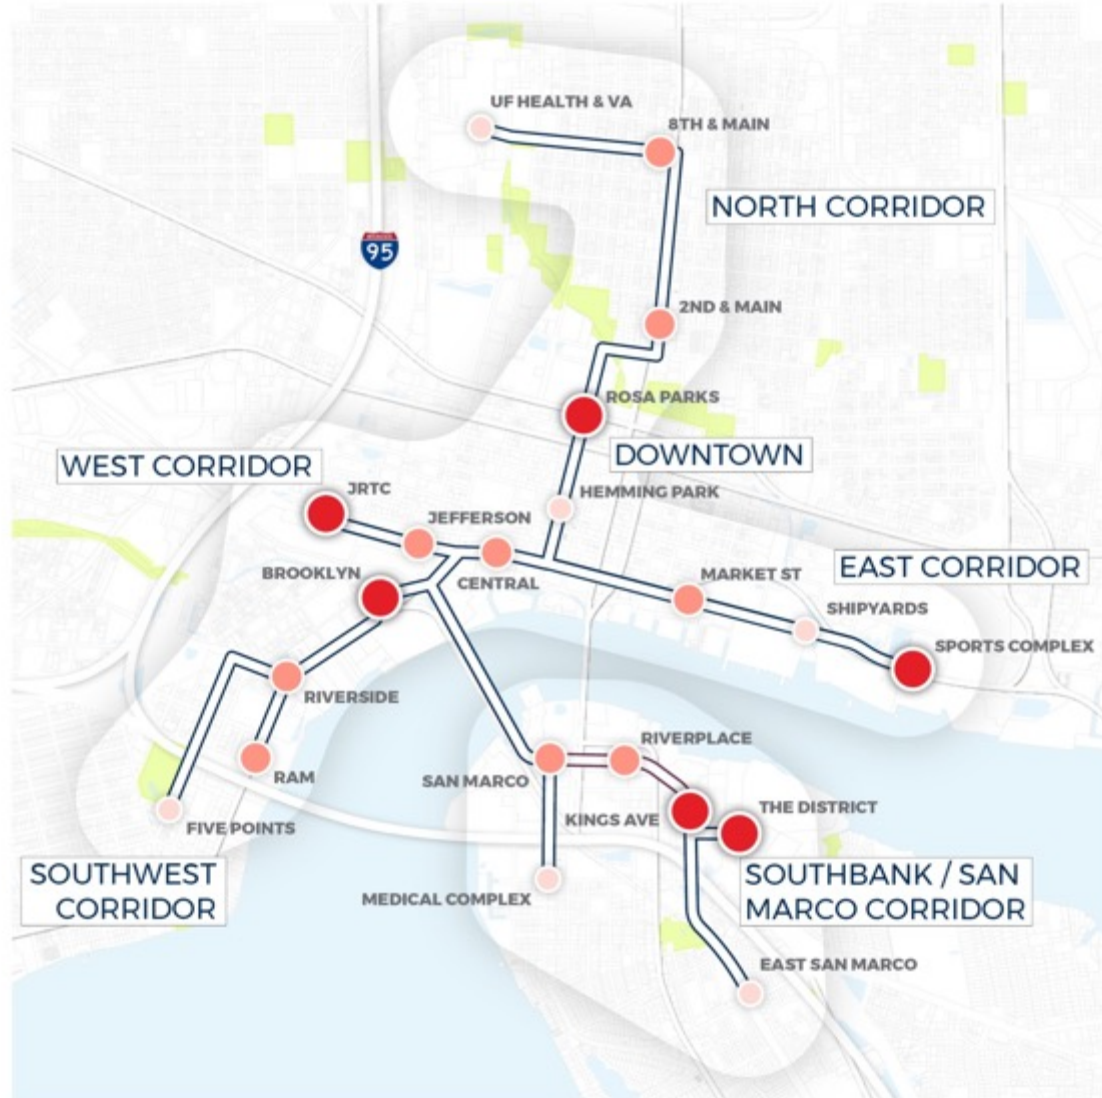 UF HEALTH & VA
8TH & MAIN
NORTH CORRIDOR
95
2ND & MAIN
ROSA PARKS
DOWNTOWN
WEST CORRIDOR
JRTC
HEMMING PARK
JEFFERSON
EAST CORRIDOR
BROOKLYN
CENTRAL
MARKET ST
SHIPYARDS
SPORTS COMPLEX
RIVERSIDE
RIVERPLACE
RAM
SAN MARCO
KINGS AVE
THE DISTRICT
FIVE POINTS
SOUTHWEST
CORRIDOR
SOUTHBANK / SAN
MARCO CORRIDOR
MEDICAL COMPLEX
EAST SAN MARCO